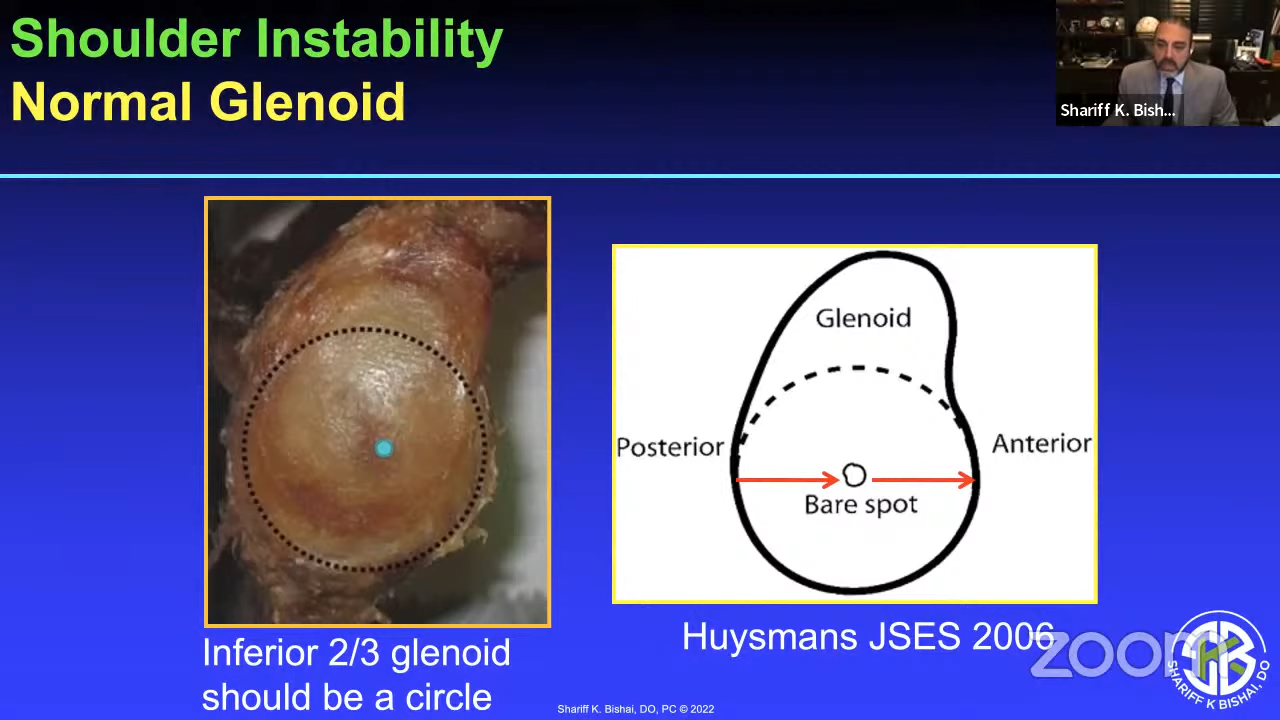 Shoulder Instability
Normal Glenoid
Shariff K. Bish...
Glenoid
Posterior
Anterior
Bare spot
Inferior 2/3 glenoid
should be a circle
Huysmans JSES 2006
zoom
SHARIFF K BISHAI, DO
Shariff K. Bishai, DO, PC © 2022